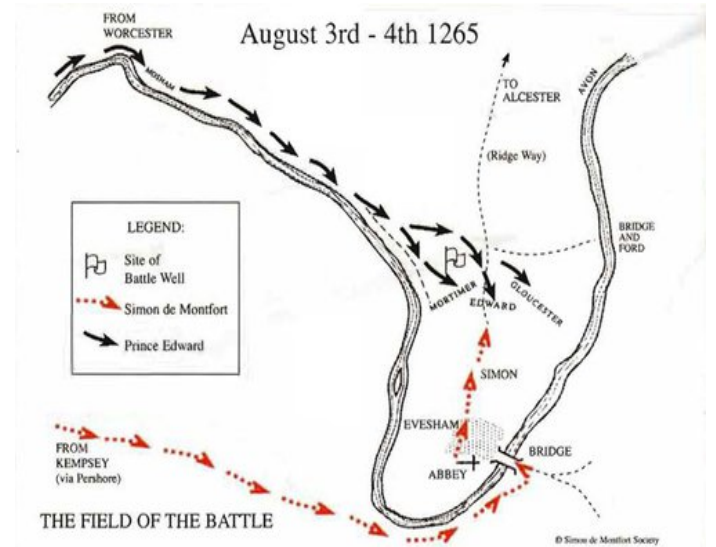 FROM
WORCESTER
August 3rd - 4th 1265
MOSHAM
TO
ALCESTER
AVON
(Ridge Way)
BRIDGE
AND
FORD
LEGEND:
Site of
Battle Well
Simon de Montfort
Prince Edward
MORTIMER
EDWARD
GLOUCESTER
SIMON
EVESHAM
BRIDGE
ABBEY
FROM
KEMPSEY
(via Pershore)
THE FIELD OF THE BATTLE
© Simon de Montfort Society